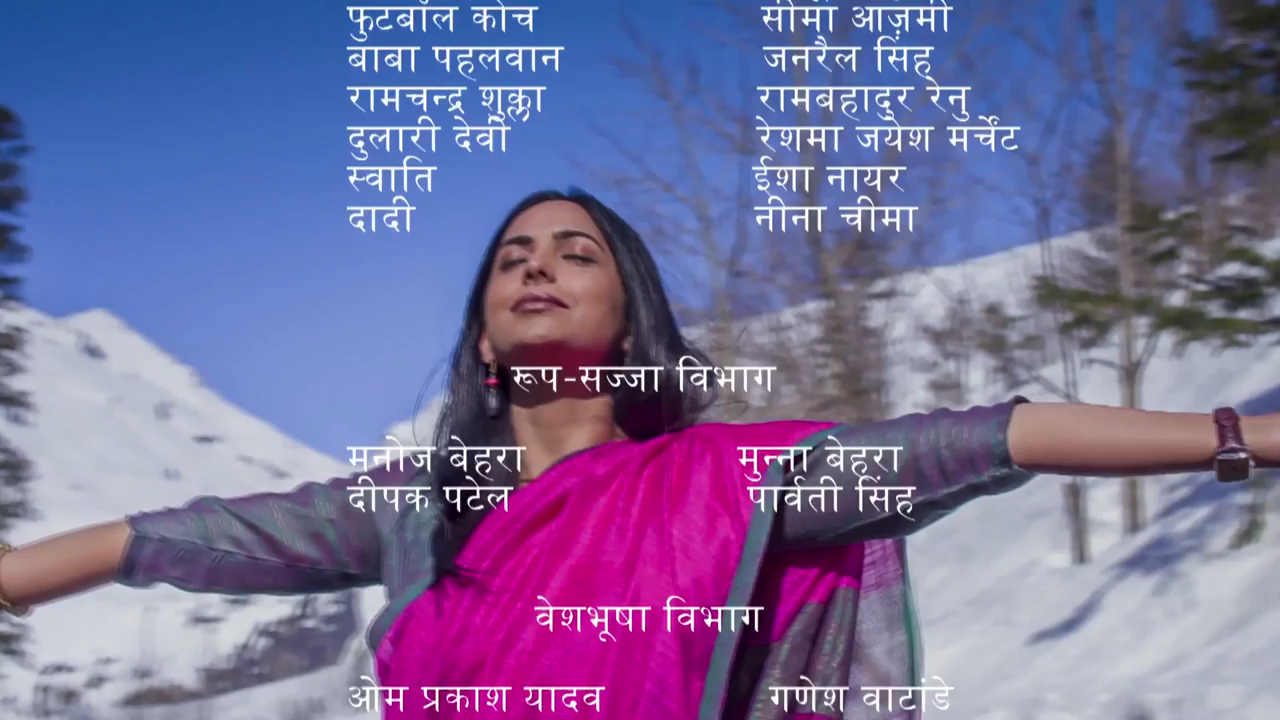 फुटबॉल कोच सीमा आज़मी
बाबा पहलवान जनरैल सिंह
रामचन्द्र शुक्ला रामबहादुर रेनु
दुलारी देवी रेशमा जयेश मर्चेंट
स्वाति ईशा नायर
दादी नीना चीमा
रूप-सज्जा विभाग
मनोज बेहरा मुन्ना बेहरा
दीपक पटेल पार्वती सिंह
वेशभूषा विभाग
ओम प्रकाश यादव गणेश वाटांडे